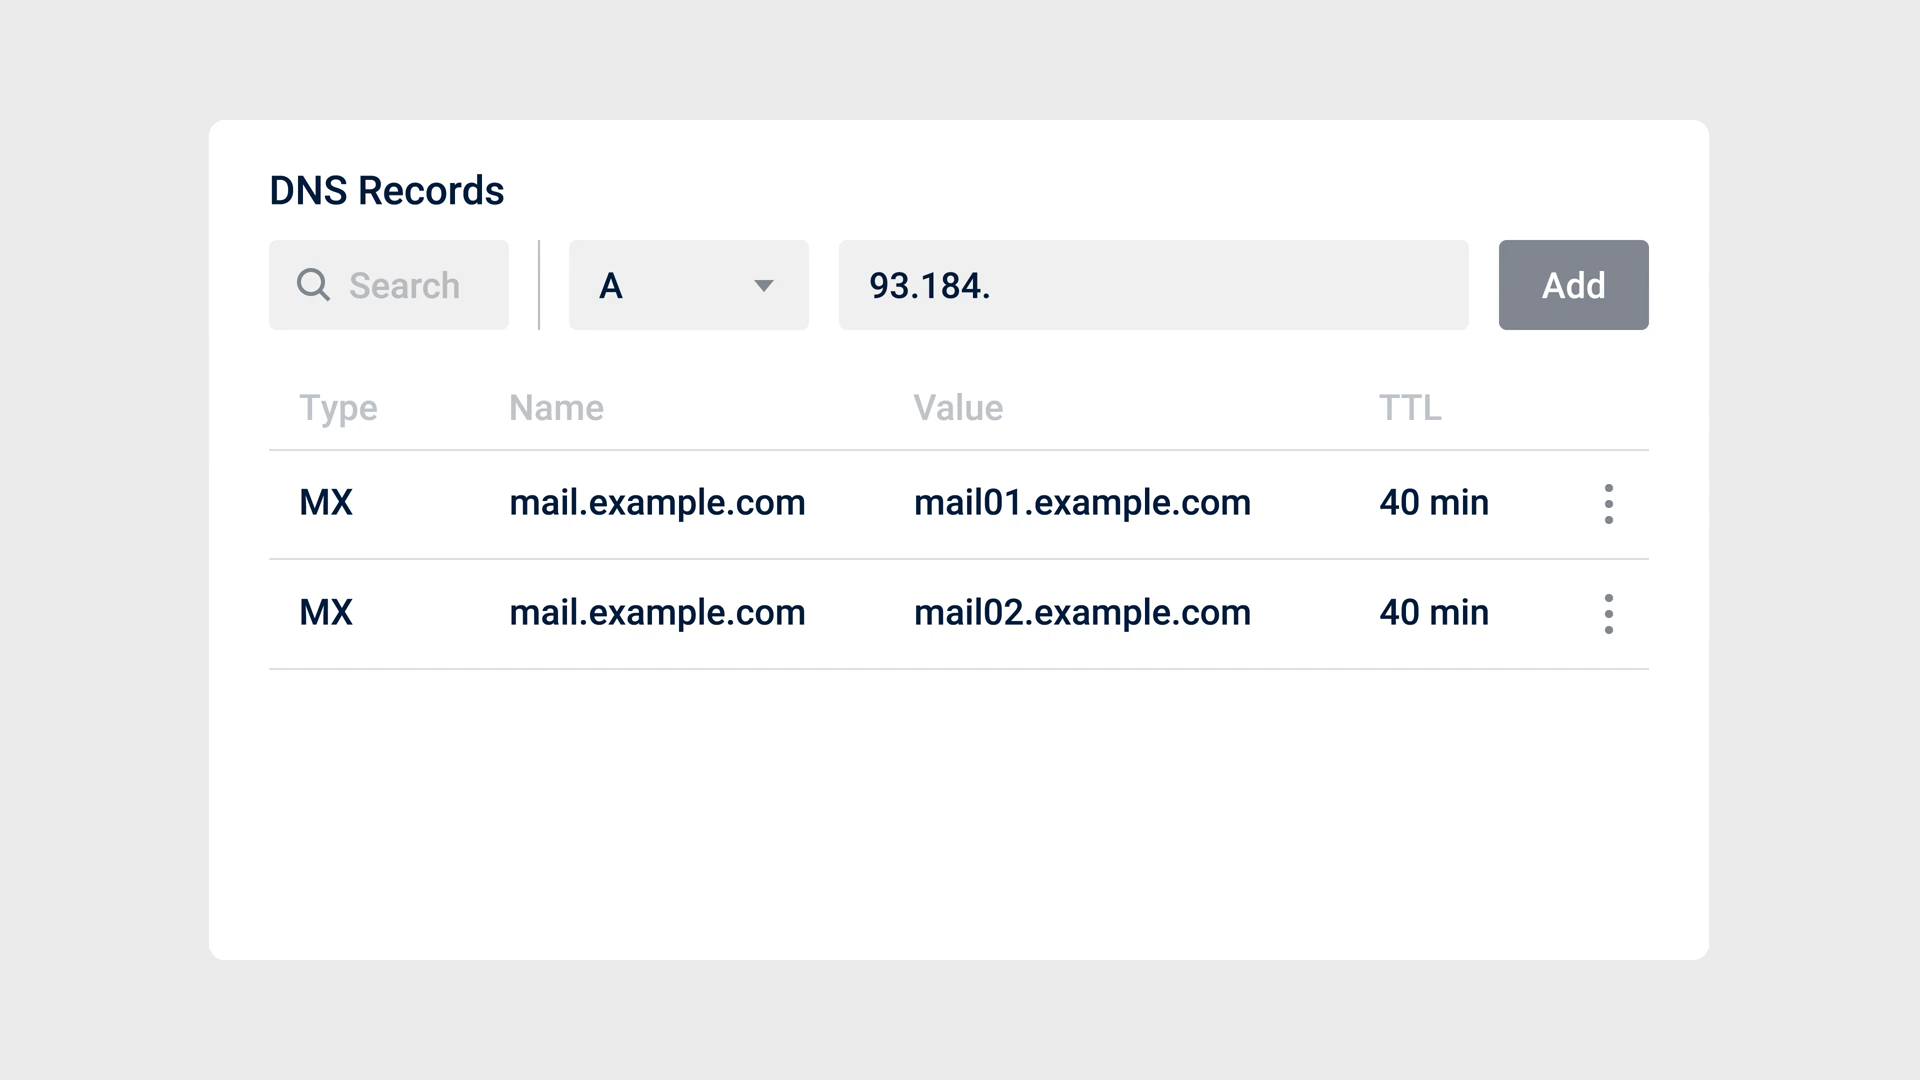 DNS Records
Search A 93.184. Add
Type Name Value TTL
MX mail.example.com mail01.example.com 40 min
MX mail.example.com mail02.example.com 40 min